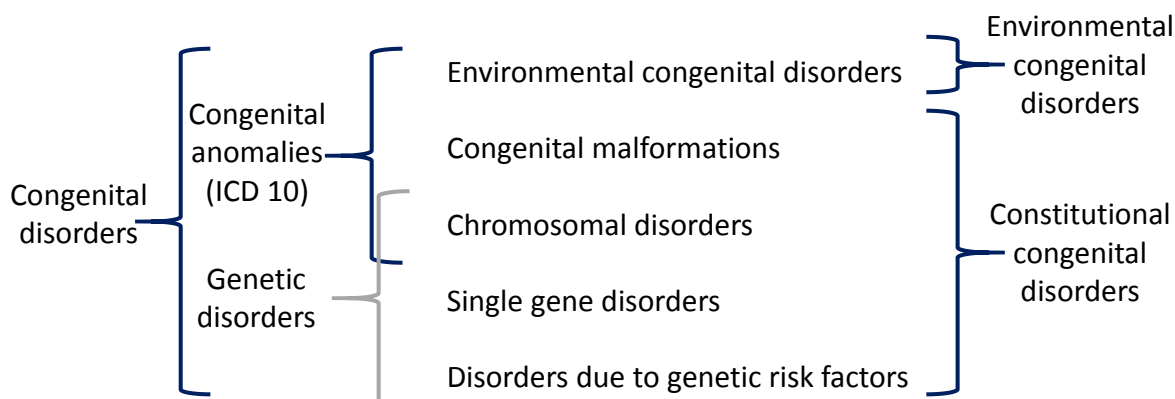 Congenital
disorders
Congenital
anomalies
(ICD 10)
Genetic
disorders
Environmental congenital disorders
Congenital malformations
Chromosomal disorders
Single gene disorders
Disorders due to genetic risk factors
Environmental
congenital
disorders
Constitutional
congenital
disorders